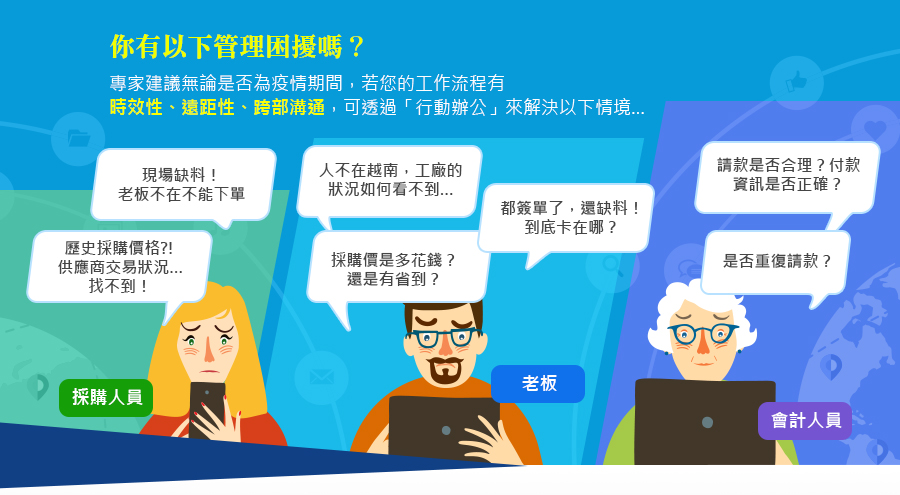 你有以下管理困擾嗎？
專家建議無論是否為疫情期間，若您的工作流程有
時效性、遠距性、跨部溝通，可透過「行動辦公」來解決以下情境...
現場缺料！
老板不在不能下單
歷史採購價格?!
供應商交易狀況...
找不到！
採購人員
人不在越南，工廠的
狀況如何看不到...
採購價是多花錢？
還是有省到？
都簽單了，還缺料！
到底卡在哪？
老板
請款是否合理？付款
資訊是否正確？
是否重復請款？
會計人員